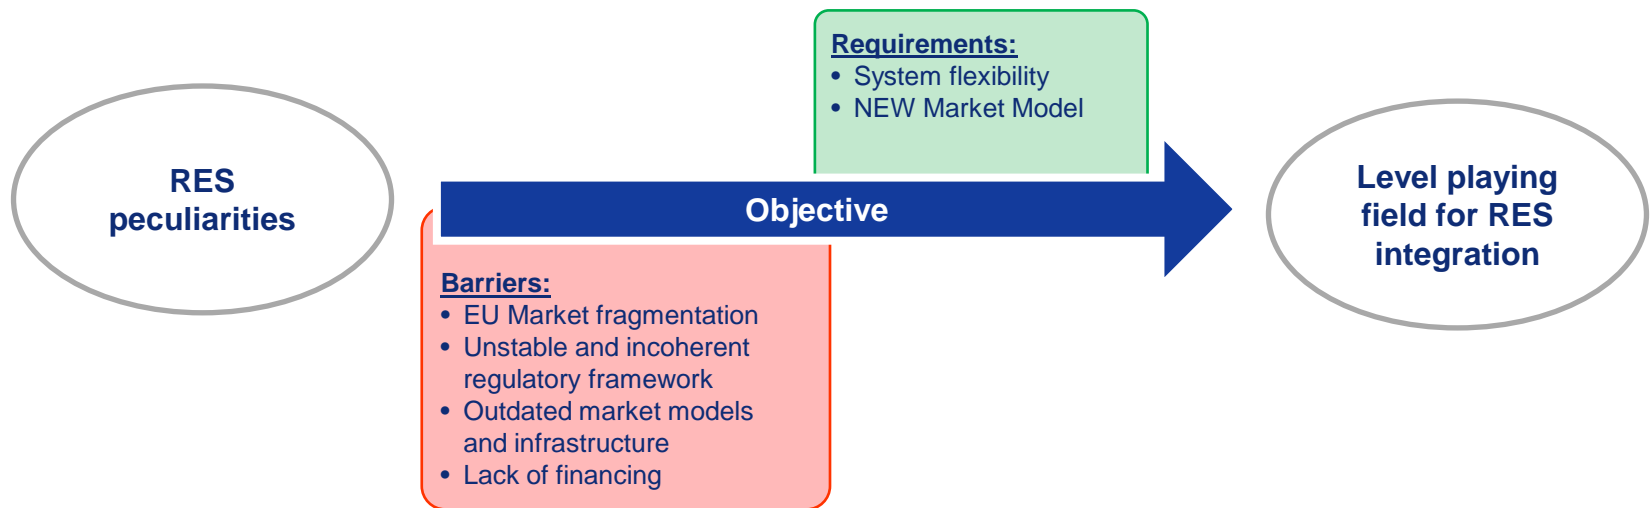 RES
peculiarities
Requirements:
• System flexibility
• NEW Market Model
Objective
Barriers:
• EU Market fragmentation
• Unstable and incoherent
regulatory framework
• Outdated market models
and infrastructure
• Lack of financing
Level playing
field for RES
integration